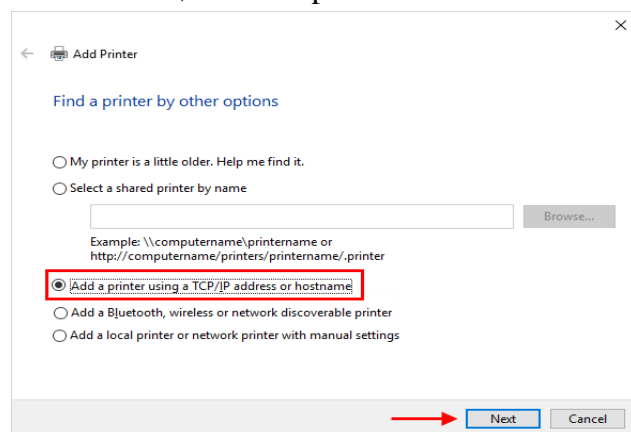 Add Printer
Find a printer by other options
My printer is a little older. Help me find it.
Select a shared printer by name
Browse...
Example: \\computername\printername or
http://computername/printers/printername/.printer
Add a printer using a TCP/IP address or hostname
Add a Bluetooth, wireless or network discoverable printer
Add a local printer or network printer with manual settings
Next Cancel